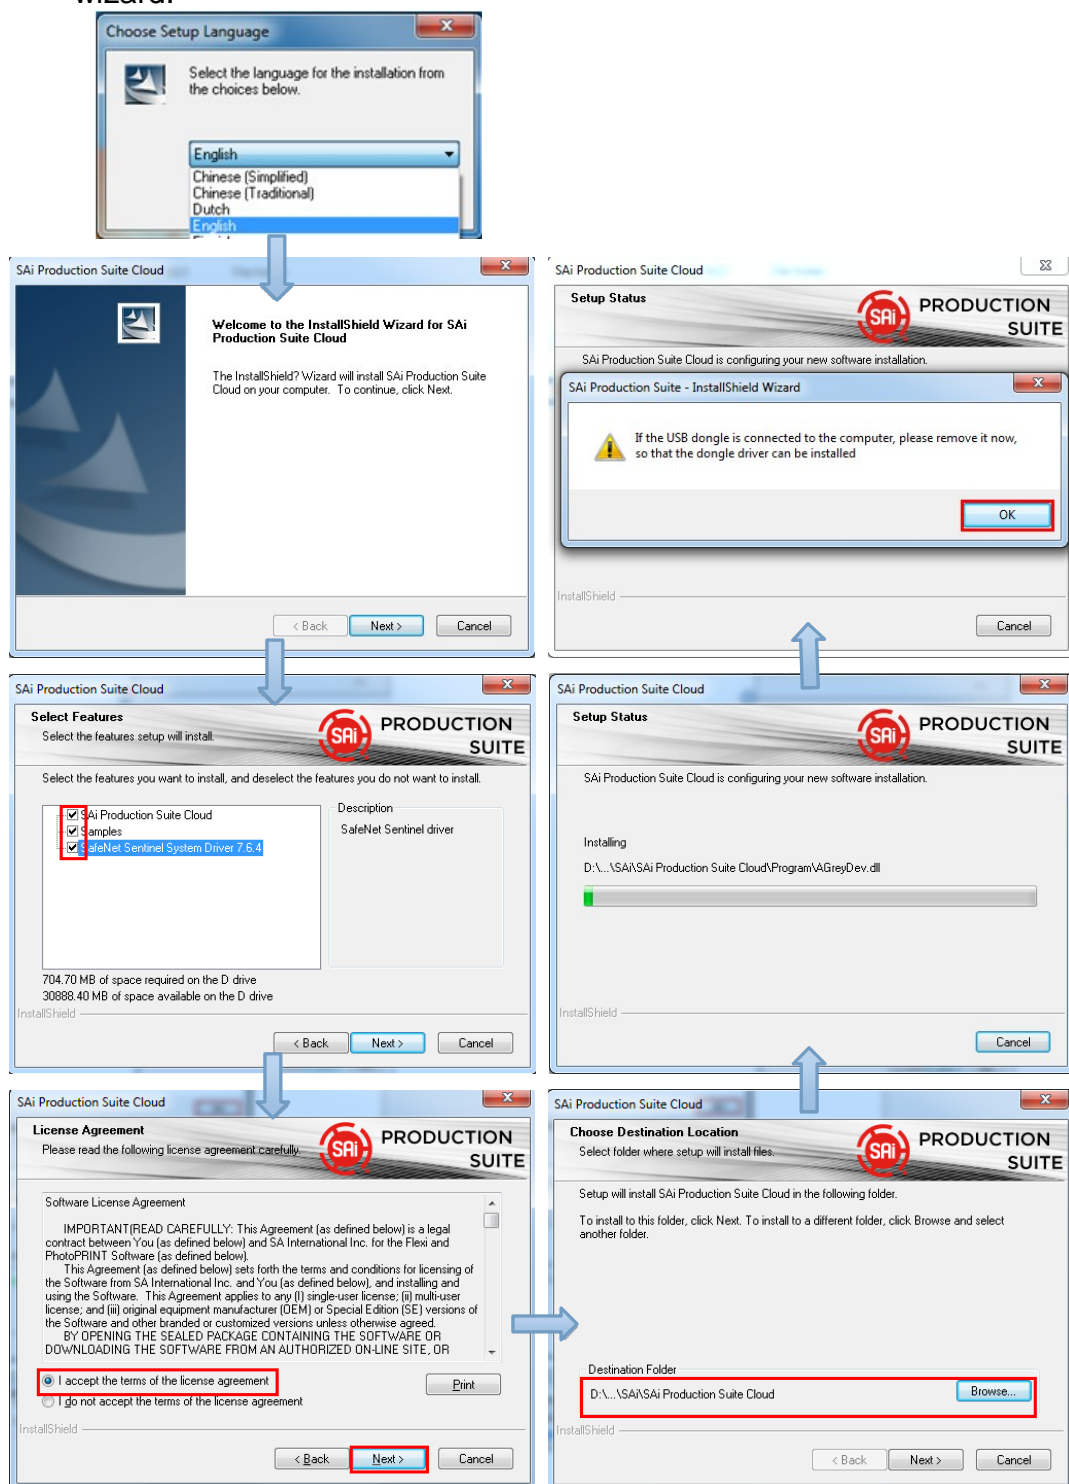 wizard.
Choose Setup Language
Select the language for the installation from
the choices below.
English
Chinese (Simplified)
Chinese (Traditional)
Dutch
English
SAi Production Suite Cloud
Welcome to the InstallShield Wizard for SAi
Production Suite Cloud
The InstallShield? Wizard will install SAi Production Suite
Cloud on your computer. To continue, click Next.
< Back
Next >
Cancel
SAi Production Suite Cloud
Select Features
Select the features setup will install.
SAi
PRODUCTION
SUITE
Select the features you want to install, and deselect the features you do not want to install.
SAi Production Suite Cloud
Samples
SafeNet Sentinel System Driver 7.6.4
Description
SafeNet Sentinel driver
704.70 MB of space required on the D drive
30888.40 MB of space available on the D drive
InstallShield
< Back
Next >
Cancel
SAi Production Suite Cloud
License Agreement
Please read the following license agreement carefully.
SAi
PRODUCTION
SUITE
Software License Agreement
IMPORTANT(READ CAREFULLY: This Agreement (as defined below) is a legal
contract between You (as defined below) and SA International Inc. for the Flexi and
PhotoPRINT Software (as defined below).
This Agreement (as defined below) sets forth the terms and conditions for licensing of
the Software from SA International Inc. and You (as defined below), and installing and
using the Software. This Agreement applies to any (I) single-user license; (ii) multi-user
license; and (iii) original equipment manufacturer (OEM) or Special Edition (SE) versions of
the Software and other branded or customized versions unless otherwise agreed.
BY OPENING THE SEALED PACKAGE CONTAINING THE SOFTWARE OR
DOWNLOADING THE SOFTWARE FROM AN AUTHORIZED ON-LINE SITE, OR
I accept the terms of the license agreement
I do not accept the terms of the license agreement
Print
InstallShield
< Back
Next >
Cancel
SAi Production Suite Cloud
Choose Destination Location
Select folder where setup will install files.
SAi
PRODUCTION
SUITE
Setup will install SAi Production Suite Cloud in the following folder.
To install to this folder, click Next. To install to a different folder, click Browse and select
another folder.
Destination Folder
D:\...\SAi\SAi Production Suite Cloud
Browse...
InstallShield
< Back
Next >
Cancel
SAi Production Suite Cloud
Setup Status
SAi
PRODUCTION
SUITE
SAi Production Suite Cloud is configuring your new software installation.
Installing
D:\...\SAi\SAi Production Suite Cloud\Program\AGreyDev.dll
InstallShield
Cancel
SAi Production Suite Cloud
Setup Status
SAi
PRODUCTION
SUITE
SAi Production Suite Cloud is configuring your new software installation.
SAi Production Suite - InstallShield Wizard
If the USB dongle is connected to the computer, please remove it now,
so that the dongle driver can be installed
OK
InstallShield
Cancel